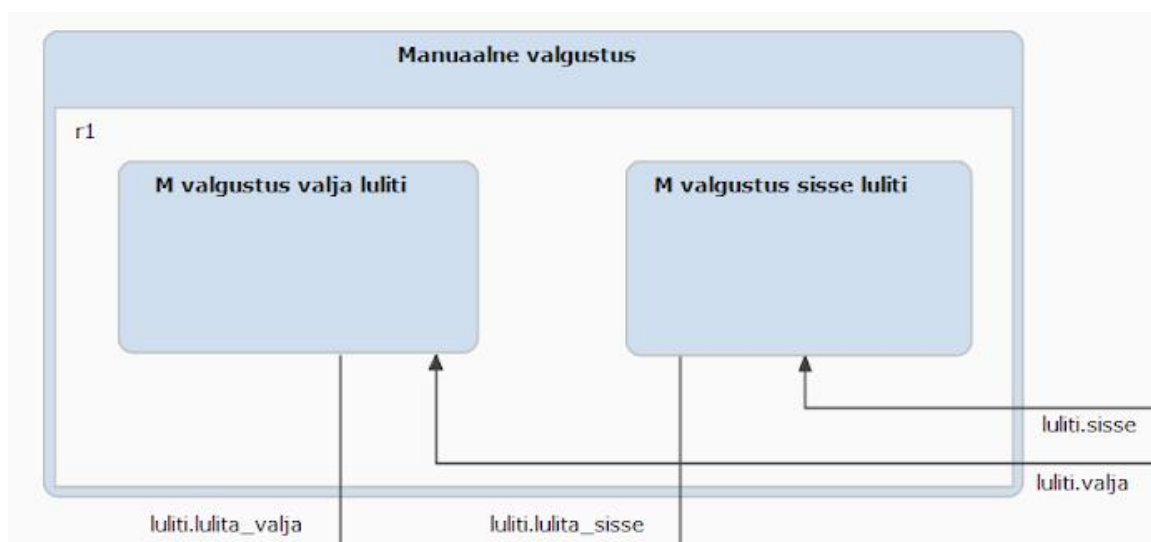 Manuaalne valgustus
r1
M valgustus valja luliti
M valgustus sisse luliti
luliti.sisse
luliti.valja
luliti.lulita_valja
luliti.lulita_sisse